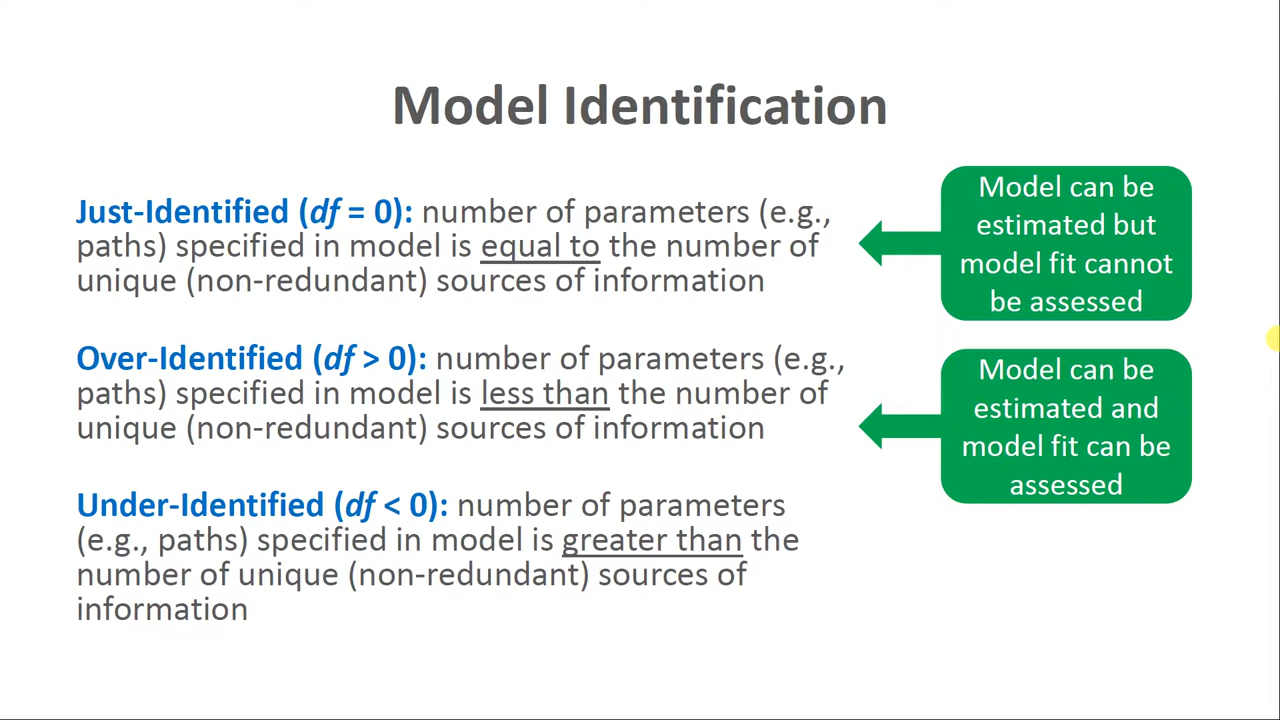 Model Identification
Just-Identified (df = 0): number of parameters (e.g.,
paths) specified in model is equal to the number of
unique (non-redundant) sources of information
Model can be
estimated but
model fit cannot
be assessed
Over-Identified (df > 0): number of parameters (e.g.,
paths) specified in model is less than the number of
unique (non-redundant) sources of information
Model can be
estimated and
model fit can be
assessed
Under-Identified (df < 0): number of parameters
(e.g., paths) specified in model is greater than the
number of unique (non-redundant) sources of
information